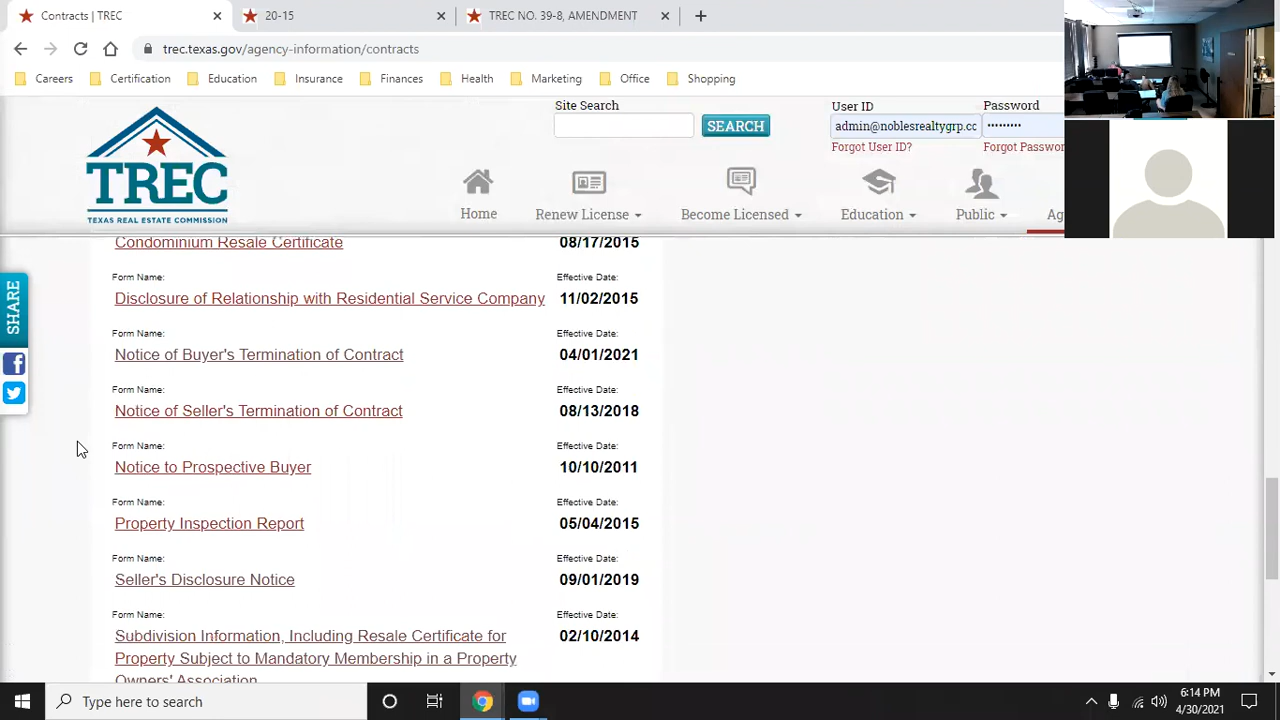 Contracts | TREC
20-15
TREC NO. 39-8, AMENDMENT
trec.texas.gov/agency-information/contracts
Careers Certification Education Insurance Finances Health Marketing Office Shopping
Site Search
User ID Password
SEARCH
admin@noblesrealtygrp.cc •••••••••
Forgot User ID? Forgot Passwor
TREC
TEXAS REAL ESTATE COMMISSION
Home Renew License Become Licensed Education Public Ag
SHARE
Condominium Resale Certificate 08/17/2015
Form Name: Effective Date:
Disclosure of Relationship with Residential Service Company 11/02/2015
Form Name: Effective Date:
Notice of Buyer's Termination of Contract 04/01/2021
Form Name: Effective Date:
Notice of Seller's Termination of Contract 08/13/2018
Form Name: Effective Date:
Notice to Prospective Buyer 10/10/2011
Form Name: Effective Date:
Property Inspection Report 05/04/2015
Form Name: Effective Date:
Seller's Disclosure Notice 09/01/2019
Form Name: Effective Date:
Subdivision Information, Including Resale Certificate for 02/10/2014
Property Subject to Mandatory Membership in a Property
Owners' Association
Type here to search
6:14 PM
4/30/2021